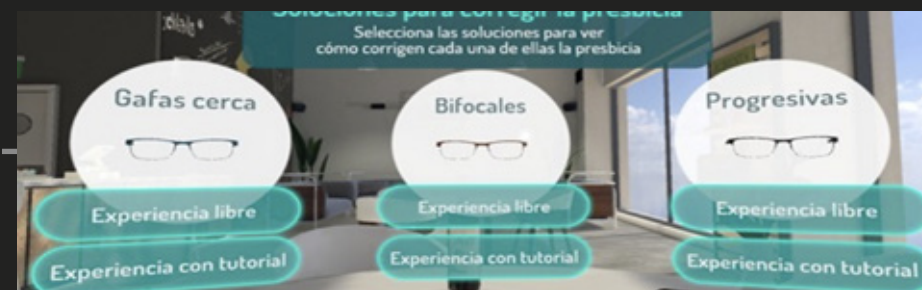 Soluciones para corregir la presbicia
Selecciona las soluciones para ver
cómo corrigen cada una de ellas la presbicia
Gafas cerca
Bifocales
Progresivas
Experiencia libre
Experiencia libre
Experiencia libre
Experiencia con tutorial
Experiencia con tutorial
Experiencia con tutorial